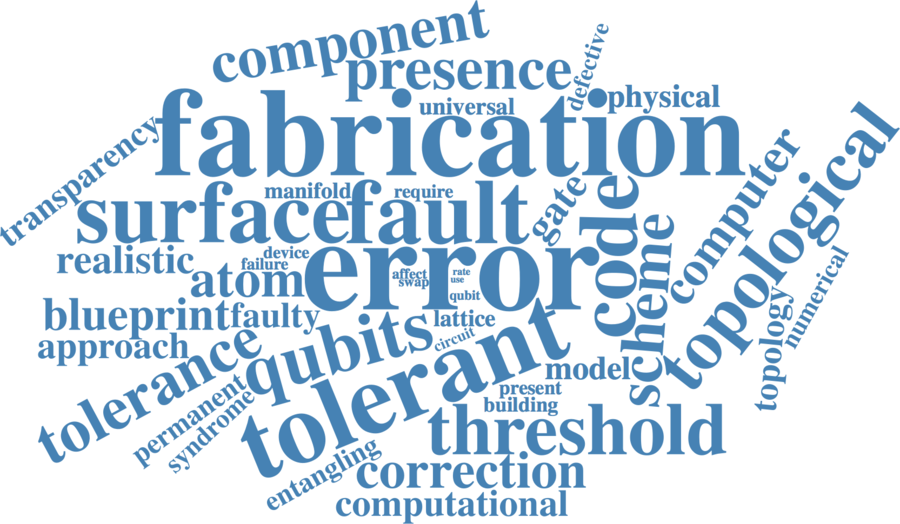 component
presence
defective
universal
physical
fabrication
transparency
manifold
require
surface
fault
gate
code
computer
topological
realistic
device
failure
atom
error
affect
swap
rate
use
qubit
scheme
numerical
topology
blueprint
faulty
lattice
approach
qubits
circuit
tolerance
tolerant
model
permanent
syndrome
present
building
threshold
entangling
correction
computational